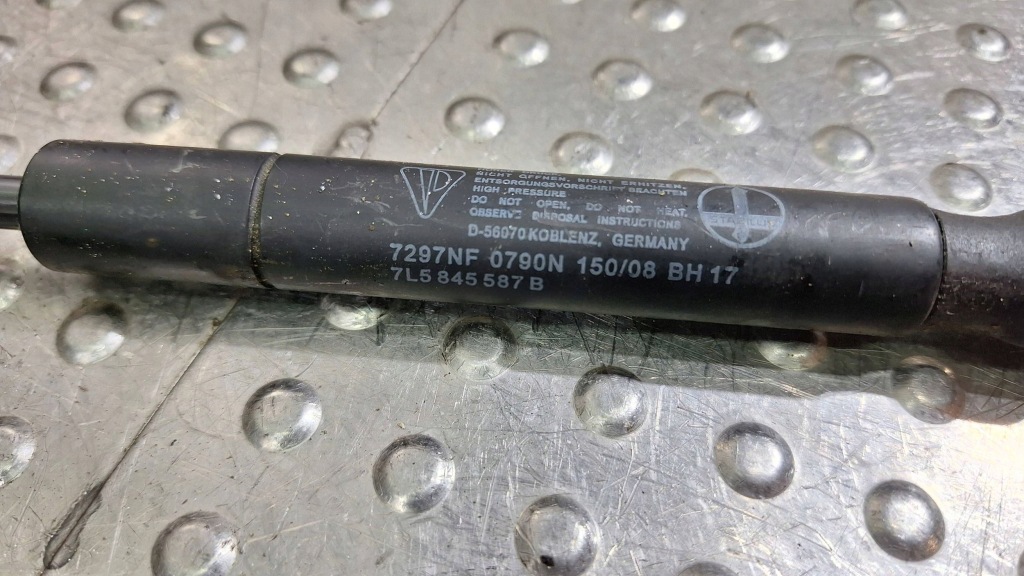 NICHT ÖFFNEN, NICHT ERHITZEN,
ENTSORGUNGSVORSCHRIFT BEACHTEN
HIGH PRESSURE
DO NOT OPEN, DO NOT HEAT.
OBSERVE DISPOSAL INSTRUCTIONS
D-56070 KOBLENZ, GERMANY
7297NF 0790N 150/08 BH 17
7L5 845 587 B